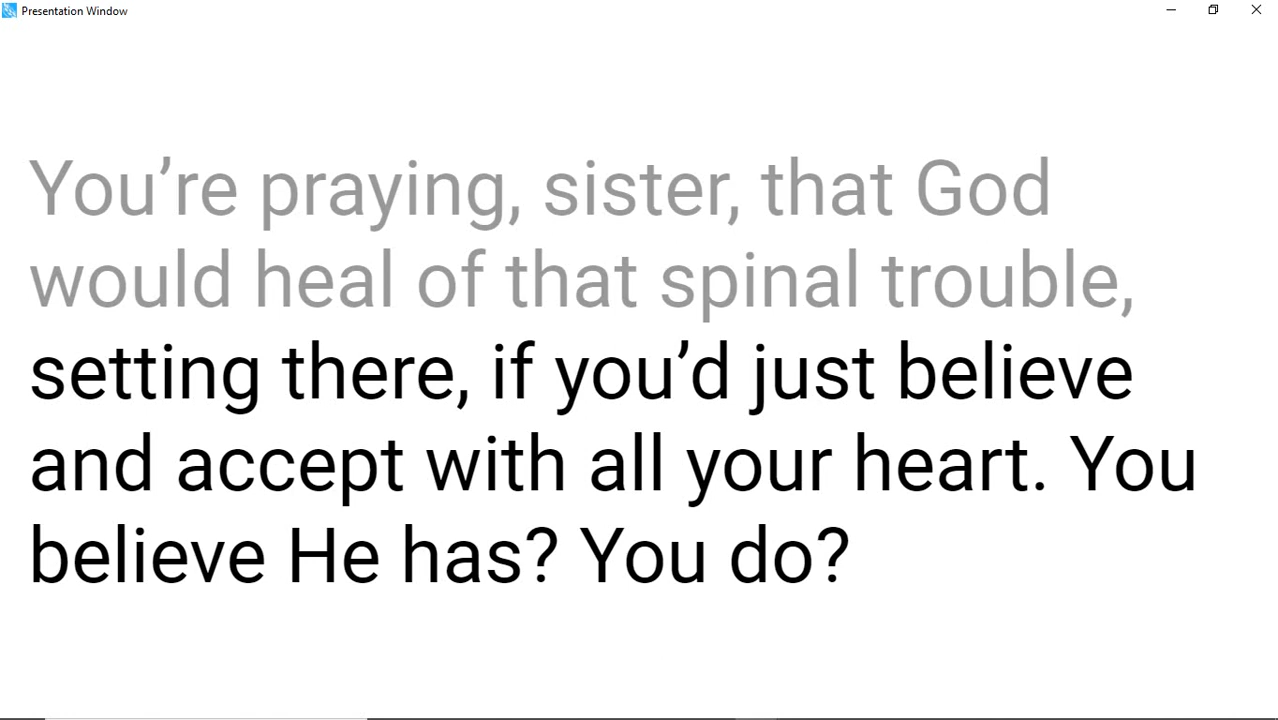 Presentation Window
You’re praying, sister, that God
would heal of that spinal trouble,
setting there, if you’d just believe
and accept with all your heart. You
believe He has? You do?